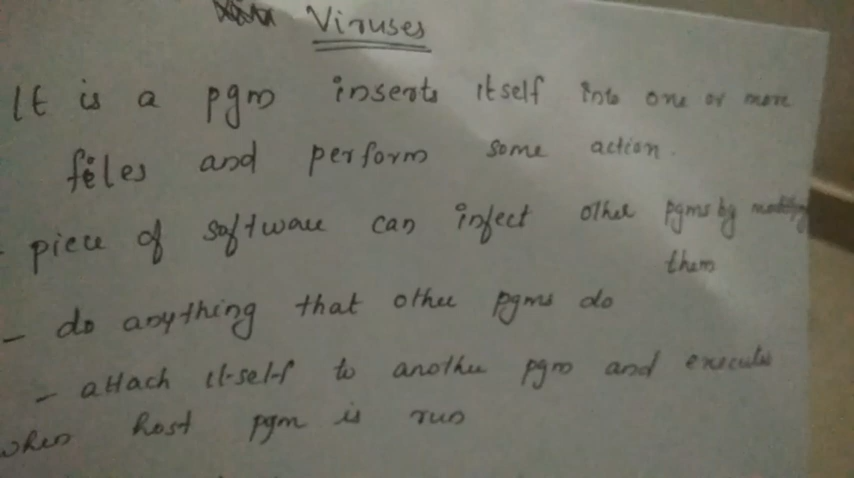 Viruses
It is a pgm inserts itself into one or more
files and perform some action.
- piece of software can infect other pgms by modifying
them
- do anything that other pgms do
- attach it-self to another pgm and executes
when host pgm is run